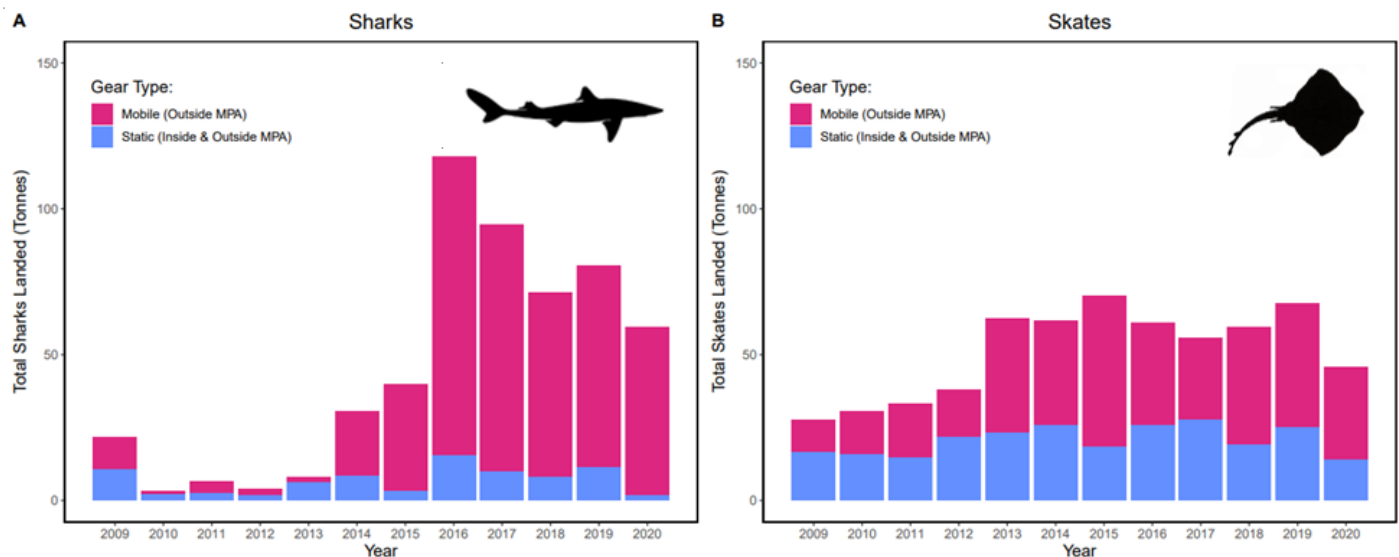 A
Sharks
Total Sharks Landed (Tonnes)
150
100
50
0
Gear Type:
Mobile (Outside MPA)
Static (Inside & Outside MPA)
2009 2010 2011 2012 2013 2014 2015 2016 2017 2018 2019 2020
Year
B
Skates
Total Skates Landed (Tonnes)
150
100
50
0
Gear Type:
Mobile (Outside MPA)
Static (Inside & Outside MPA)
2009 2010 2011 2012 2013 2014 2015 2016 2017 2018 2019 2020
Year